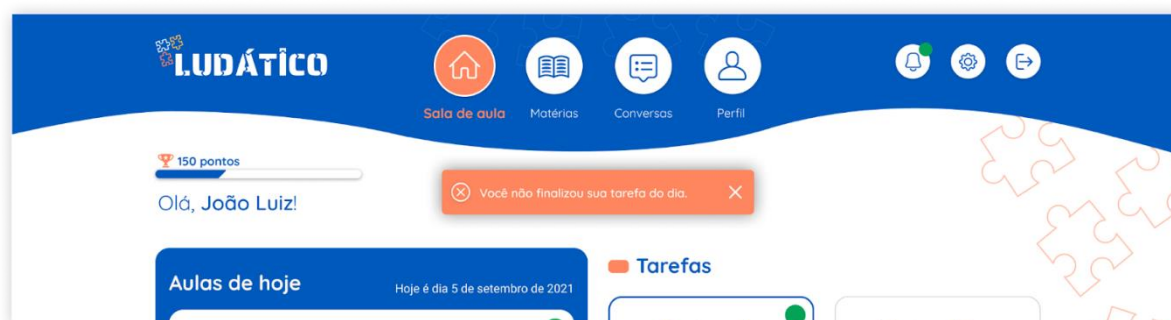 LUDÁTICO
Sala de aula
Matérias
Conversas
Perfil
150 pontos
Você não finalizou sua tarefa do dia.
Olá, João Luiz!
Aulas de hoje
Hoje é dia 5 de setembro de 2021
Tarefas